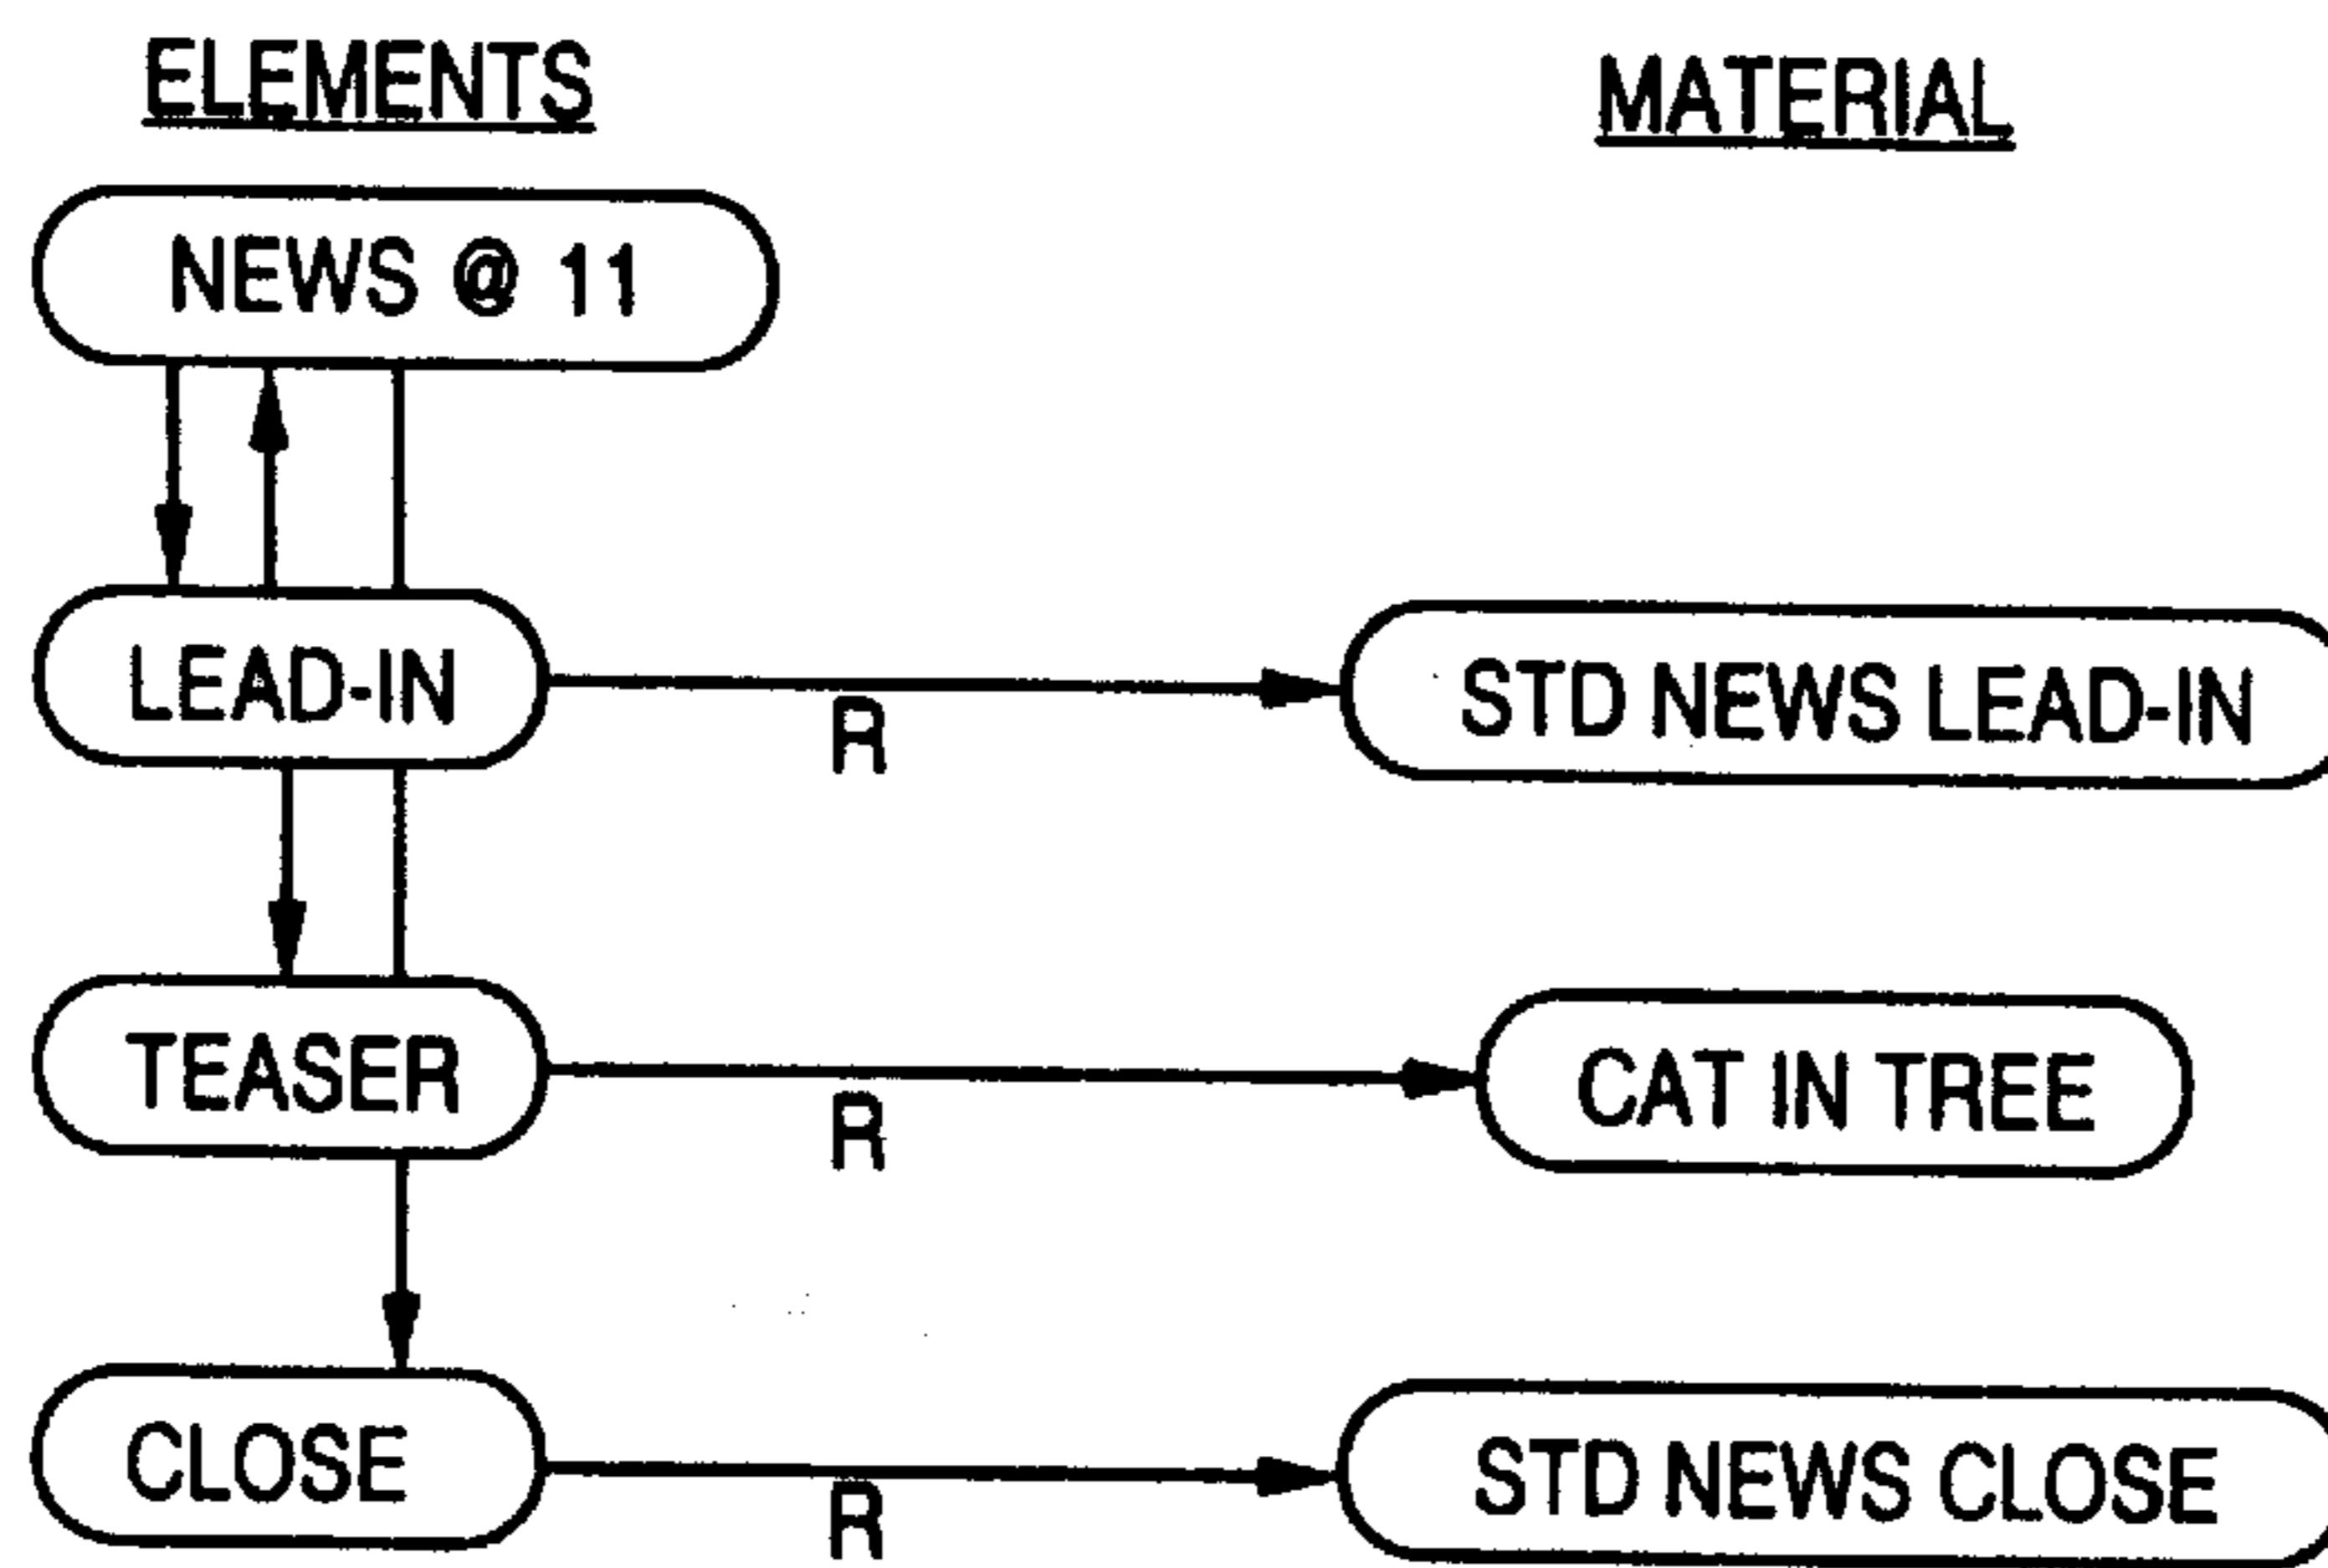 ELEMENTS
MATERIAL
NEWS @ 11
LEAD-IN
R
STD NEWS LEAD-IN
TEASER
R
CAT IN TREE
CLOSE
R
STD NEWS CLOSE